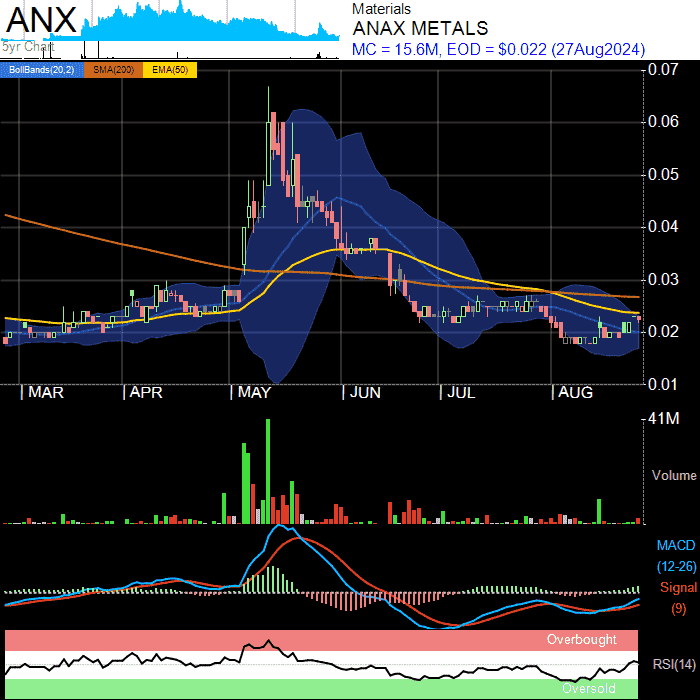 ANX
5yr Chart
Materials
ANAX METALS
MC = 15.6M, EOD = $0.022 (27Aug2024)
BollBands(20,2) SMA(200) EMA(50)
0.07
0.06
0.05
0.04
0.03
0.02
0.01
MAR APR MAY JUN JUL AUG
41M
Volume
MACD
(12-26)
Signal
(9)
Overbought
RSI(14)
Oversold